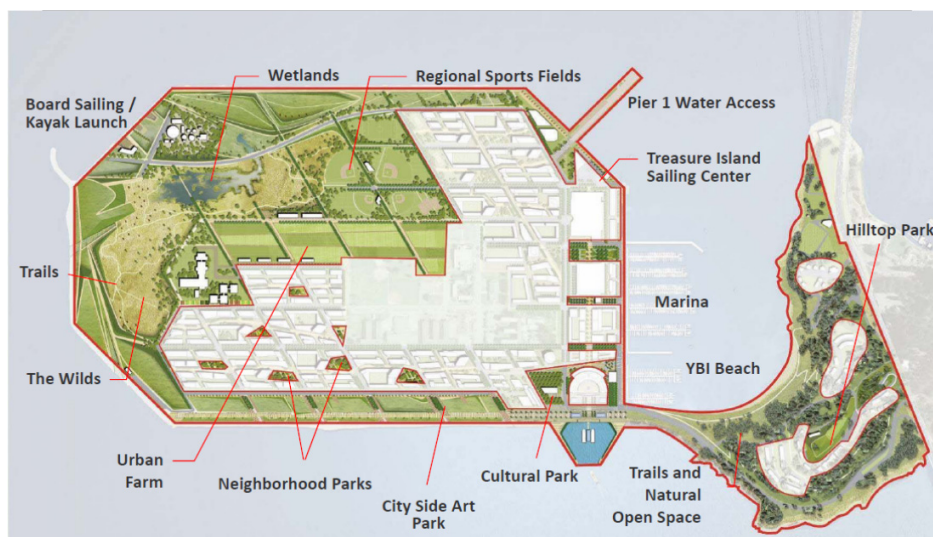 Wetlands
Regional Sports Fields
Board Sailing /
Kayak Launch
Pier 1 Water Access
Treasure Island
Sailing Center
Hilltop Park
Trails
Marina
The Wilds
YBI Beach
Urban
Farm
Neighborhood Parks
City Side Art
Park
Cultural Park
Trails and
Natural
Open Space